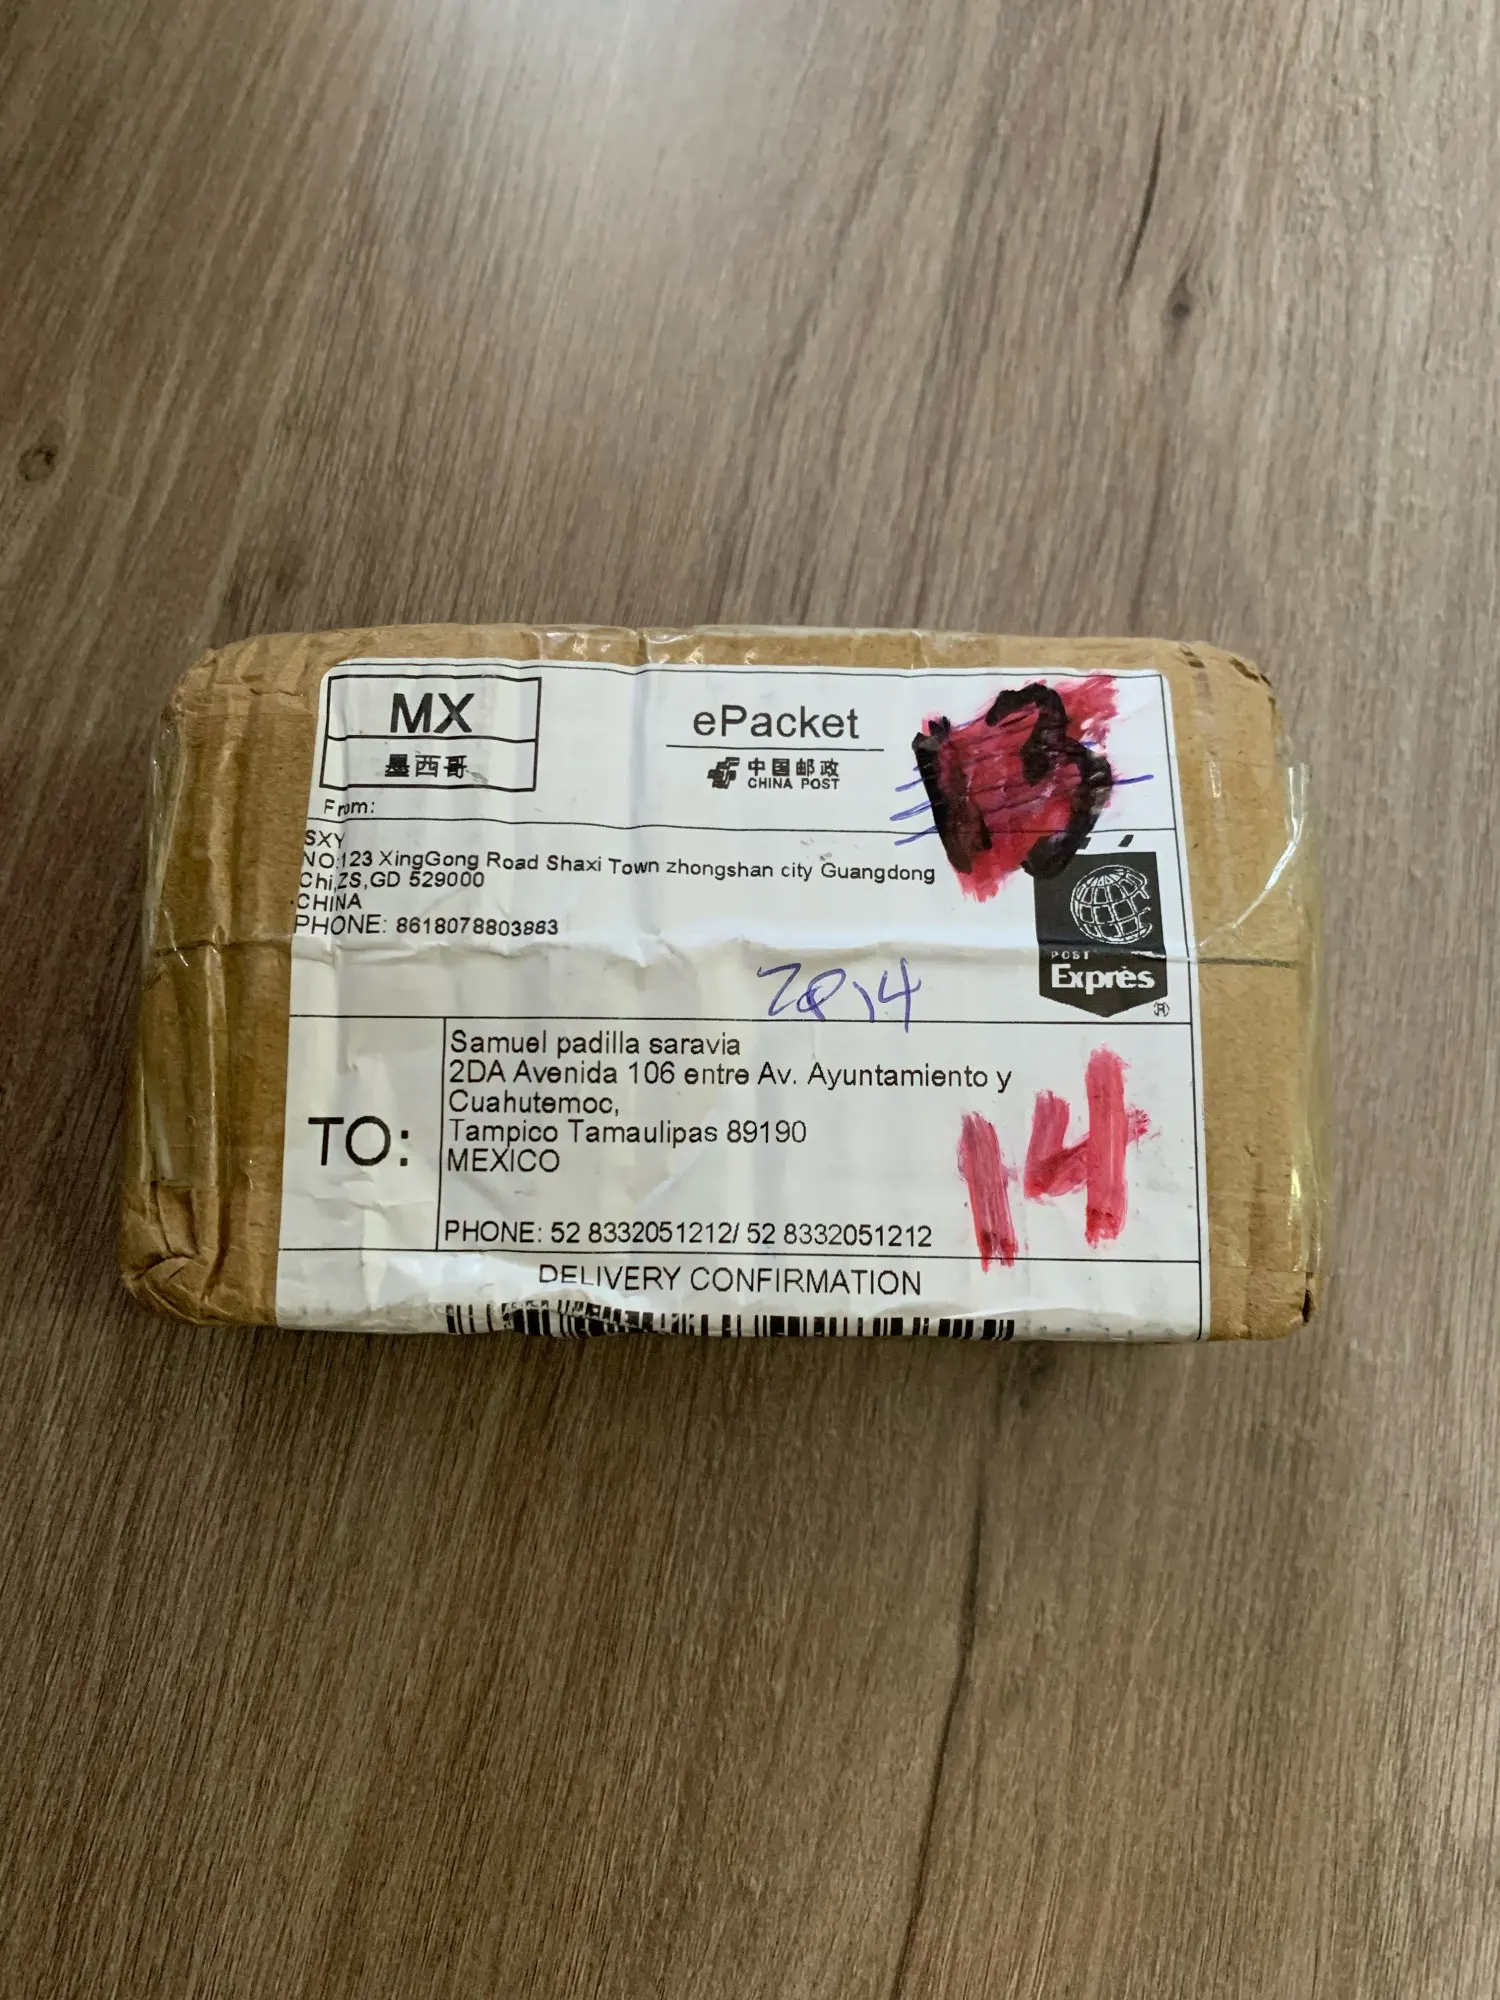 MX
墨西哥
From:
ePacket
中国邮政
CHINA POST
SXY
NO:123 XingGong Road Shaxi Town zhongshan city Guangdong
Chi,ZS,GD 529000
CHINA
PHONE: 8618078803883
POST
Exprès
®
2014
TO:
Samuel padilla saravia
2DA Avenida 106 entre Av. Ayuntamiento y
Cuahutemoc,
Tampico Tamaulipas 89190
MEXICO
PHONE: 52 8332051212/ 52 8332051212
14
DELIVERY CONFIRMATION